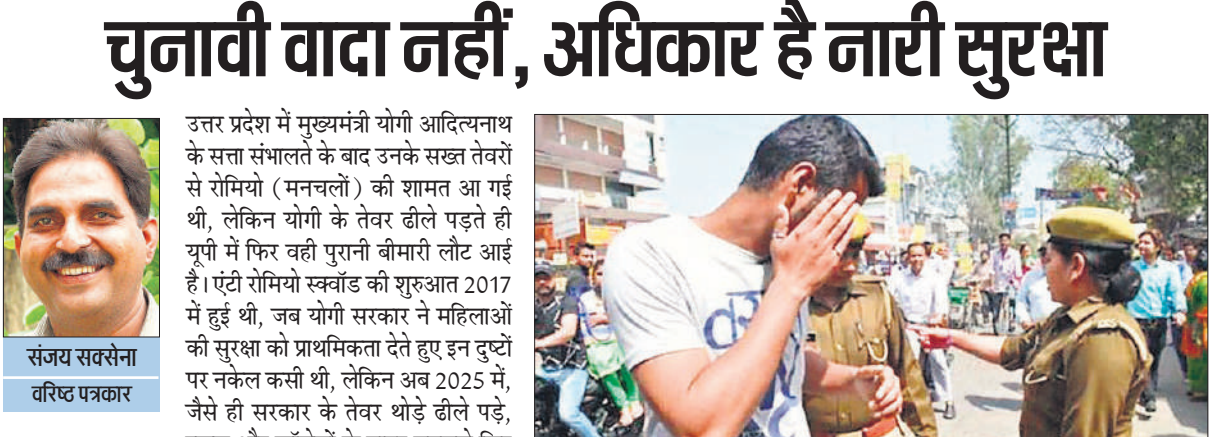 चुनावी वादा नहीं, अधिकार है नारी सुरक्षा
संजय सक्सेना
वरिष्ठ पत्रकार
उत्तर प्रदेश में मुख्यमंत्री योगी आदित्यनाथ
के सत्ता संभालते के बाद उनके सख्त तेवरों
से रोमियो (मनचलों) की शामत आ गई
थी, लेकिन योगी के तेवर ढीले पड़ते ही
यूपी में फिर वही पुरानी बीमारी लौट आई
है। एंटी रोमियो स्क्वॉड की शुरुआत 2017
में हुई थी, जब योगी सरकार ने महिलाओं
की सुरक्षा को प्राथमिकता देते हुए इन दुष्टों
पर नकेल कसी थी, लेकिन अब 2025 में,
जैसे ही सरकार के तेवर थोड़े ढीले पड़े,